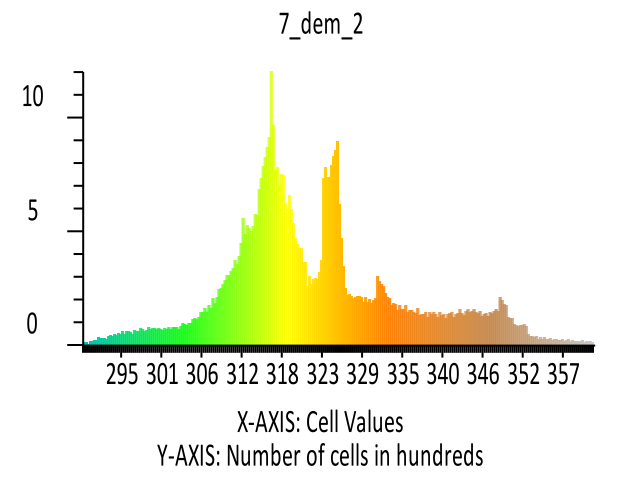 7_dem_2
10
5
0
295 301 306 312 318 323 329 335 340 346 352 357
X-AXIS: Cell Values
Y-AXIS: Number of cells in hundreds